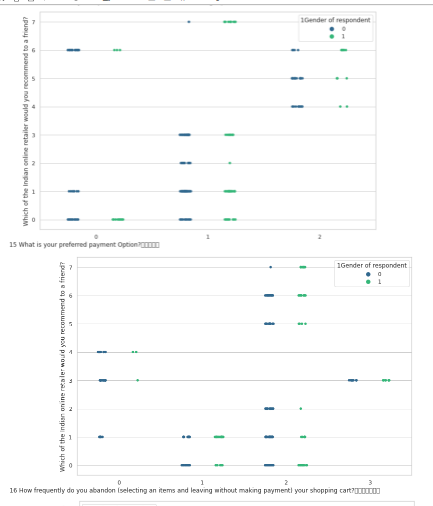 1Gender of respondent
0
1
Which of the indian online retailer would you recommend to a friend?
7
6
5
4
3
2
1
0
0 1 2
15 What is your preferred payment Option?
1Gender of respondent
0
1
Which of the indian online retailer would you recommend to a friend?
7
6
5
4
3
2
1
0
0 1 2 3
16 How frequently do you abandon (selecting an items and leaving without making payment) your shopping cart?